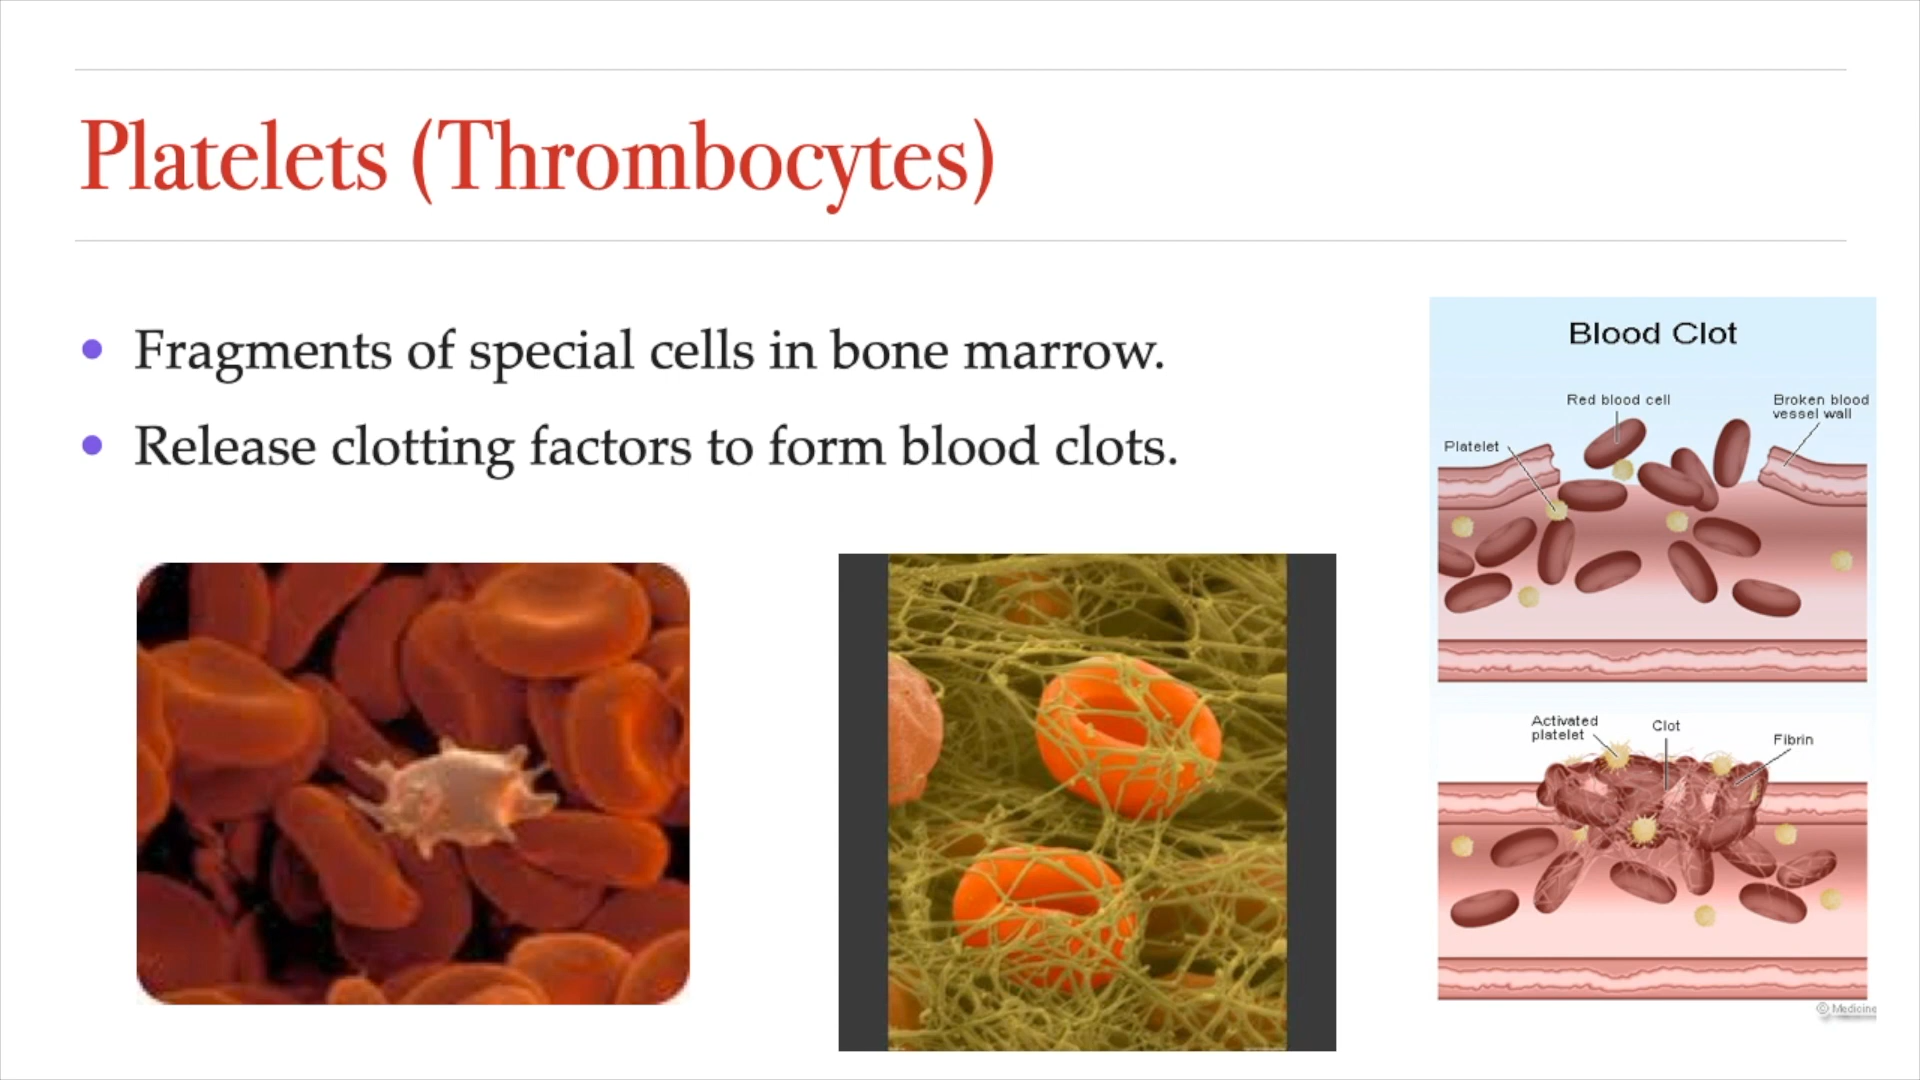 Platelets (Thrombocytes)
• Fragments of special cells in bone marrow.
• Release clotting factors to form blood clots.
Blood Clot
Red blood cell
Broken blood
vessel wall
Platelet
Activated
platelet
Clot
Fibrin
© Medicine